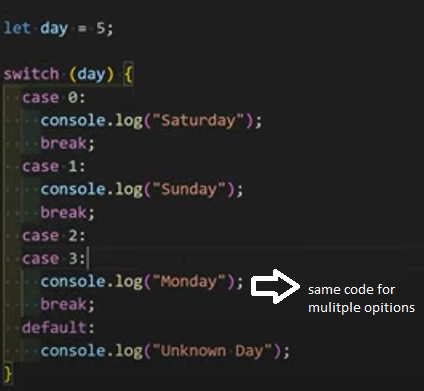 let day = 5;
switch (day) {
case 0:
console.log("Saturday");
break;
case 1:
console.log("Sunday");
break;
case 2:
case 3:
console.log("Monday");
break;
default:
console.log("Unknown Day");
}
same code for
mulitple opitions